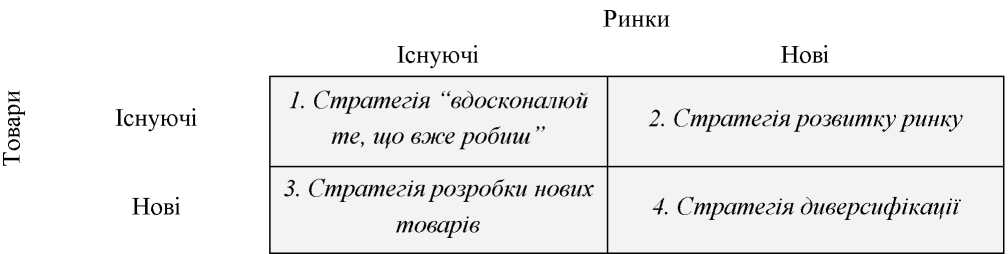 Ринки
Існуючі Нові
Товари
Існуючі
1. Стратегія “вдосконалюй
те, що вже робиш”
2. Стратегія розвитку ринку
Нові
3. Стратегія розробки нових
товарів
4. Стратегія диверсифікації